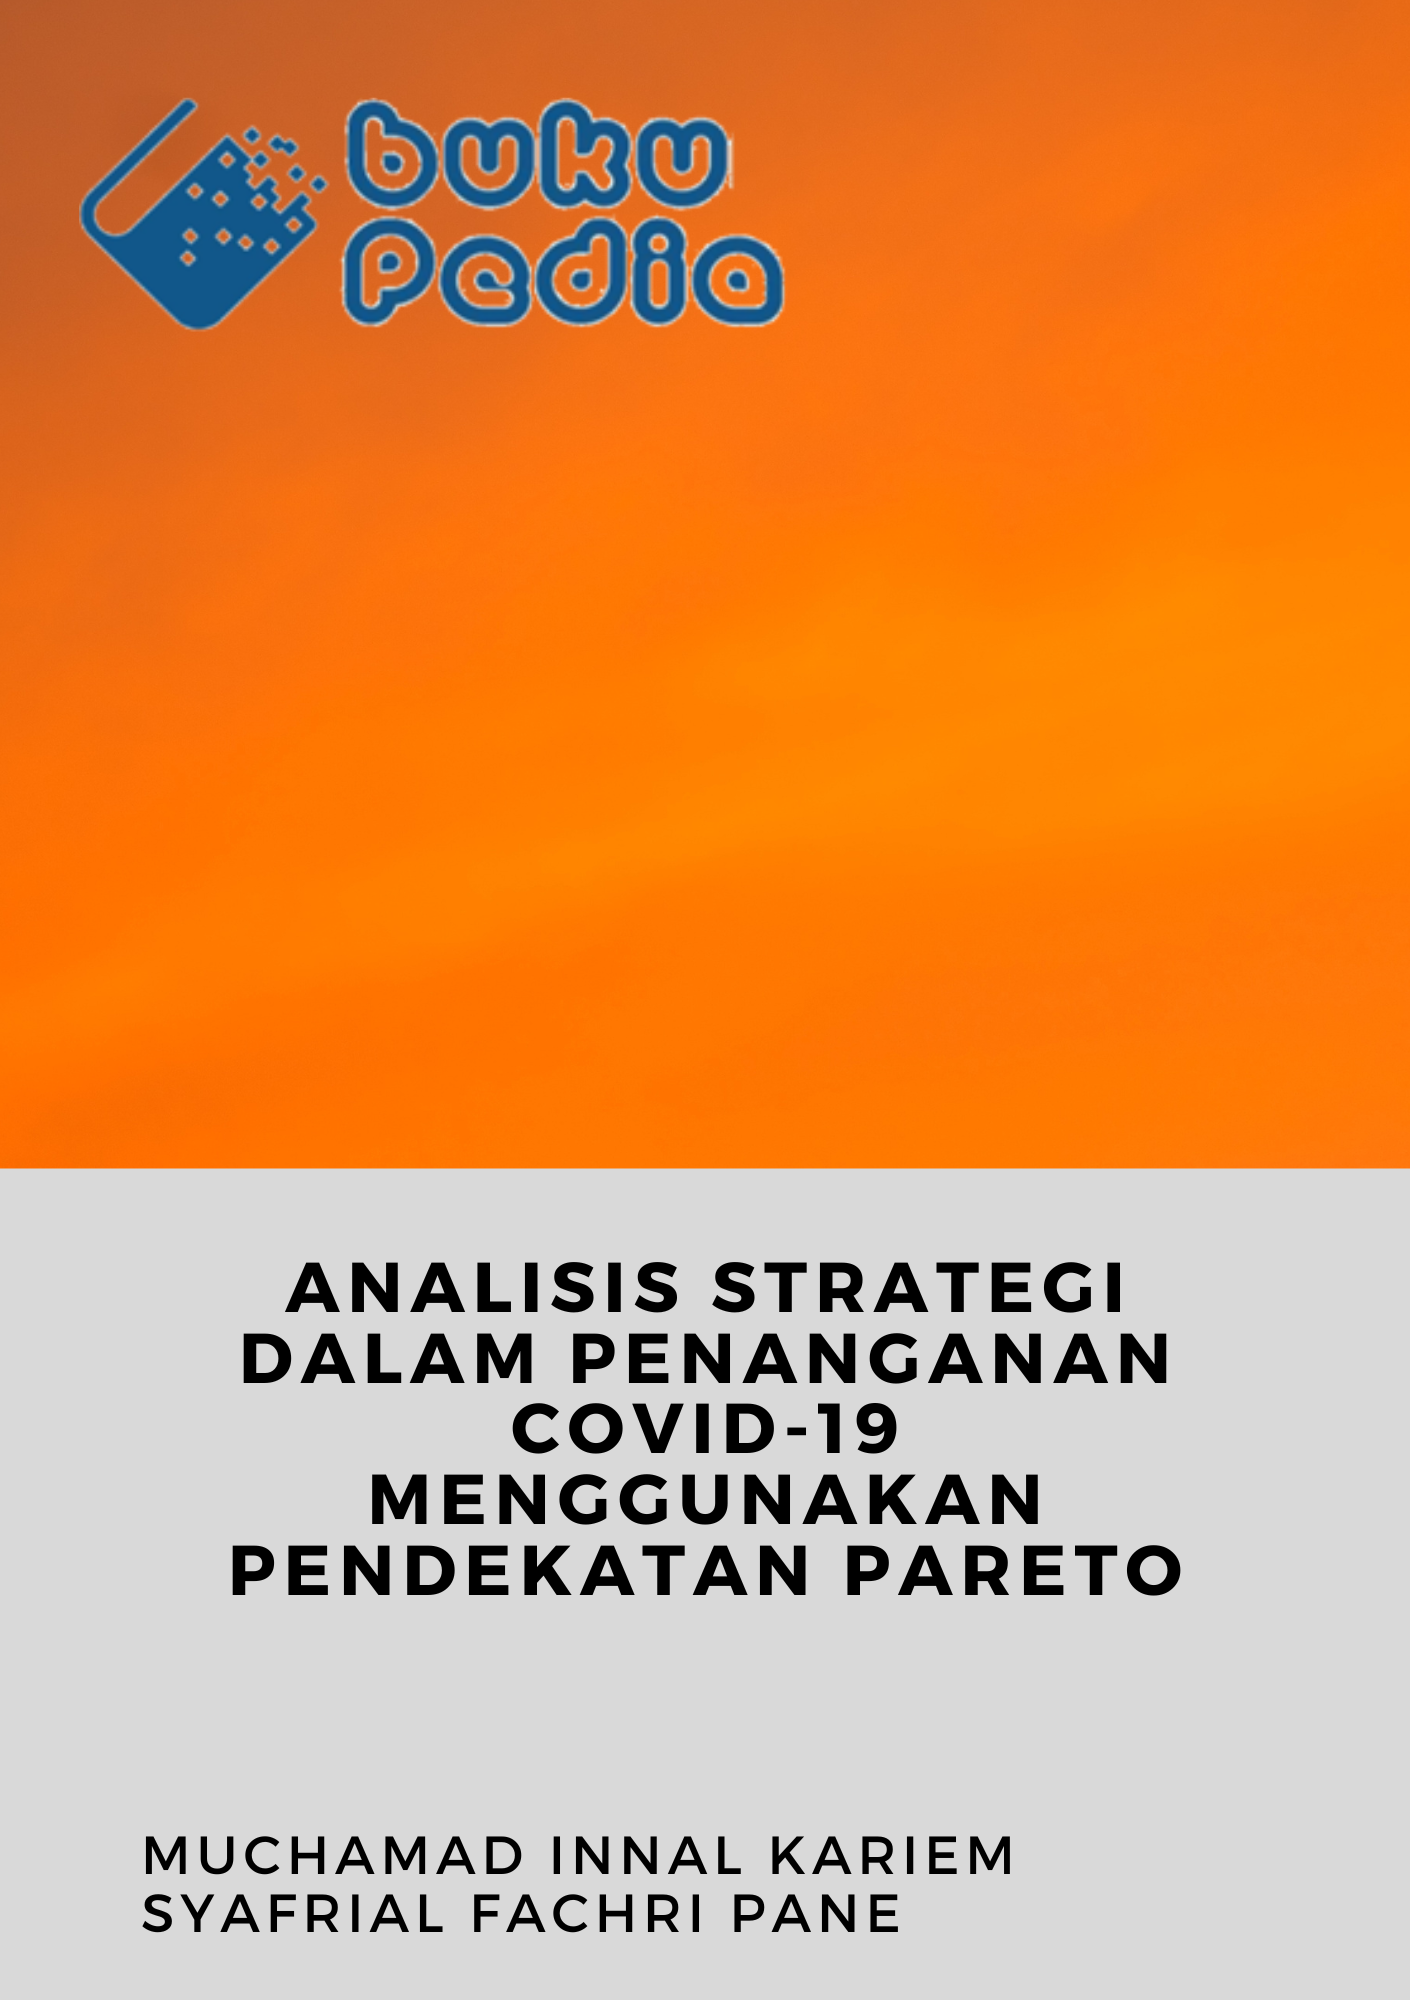 buku
Pedia
ANALISIS STRATEGI
DALAM PENANGANAN
COVID-19
MENGGUNAKAN
PENDEKATAN PARETO
MUCHAMAD INNAL KARIEM
SYAFRIAL FACHRI PANE